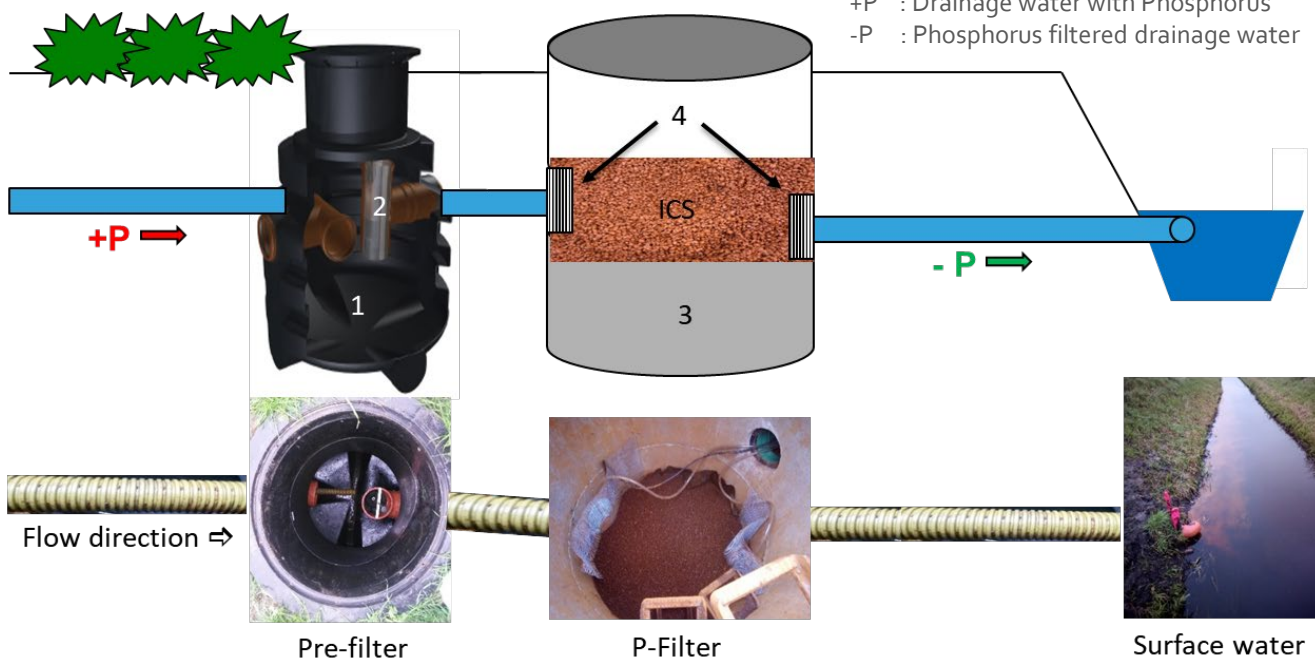 +P : Drainage water with Phosphorus
-P : Phosphorus filtered drainage water
4
2
ICS
+P
- P
1
3
Flow direction ⇨
Pre-filter
P-Filter
Surface water